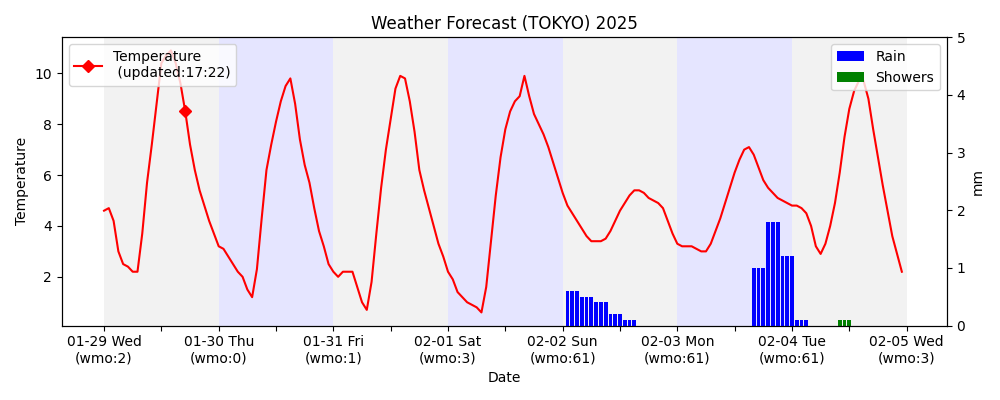 Weather Forecast (TOKYO) 2025
Temperature
(updated:17:22)
Rain
Showers
10
8
6
4
2
Temperature
5
4
3
2
1
0
mm
01-29 Wed
(wmo:2)
01-30 Thu
(wmo:0)
01-31 Fri
(wmo:1)
02-01 Sat
(wmo:3)
02-02 Sun
(wmo:61)
02-03 Mon
(wmo:61)
02-04 Tue
(wmo:61)
02-05 Wed
(wmo:3)
Date